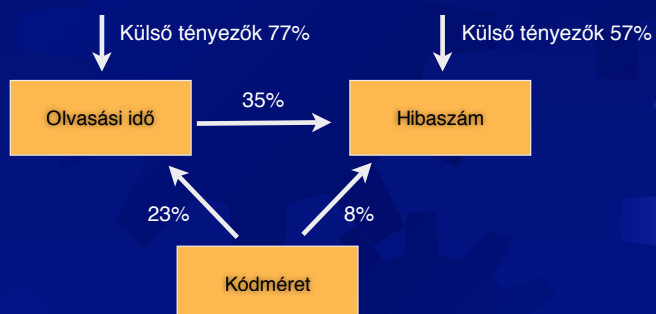 Külső tényezők 77%
Külső tényezők 57%
Olvasási idő
35%
Hibaszám
23%
8%
Kódméret